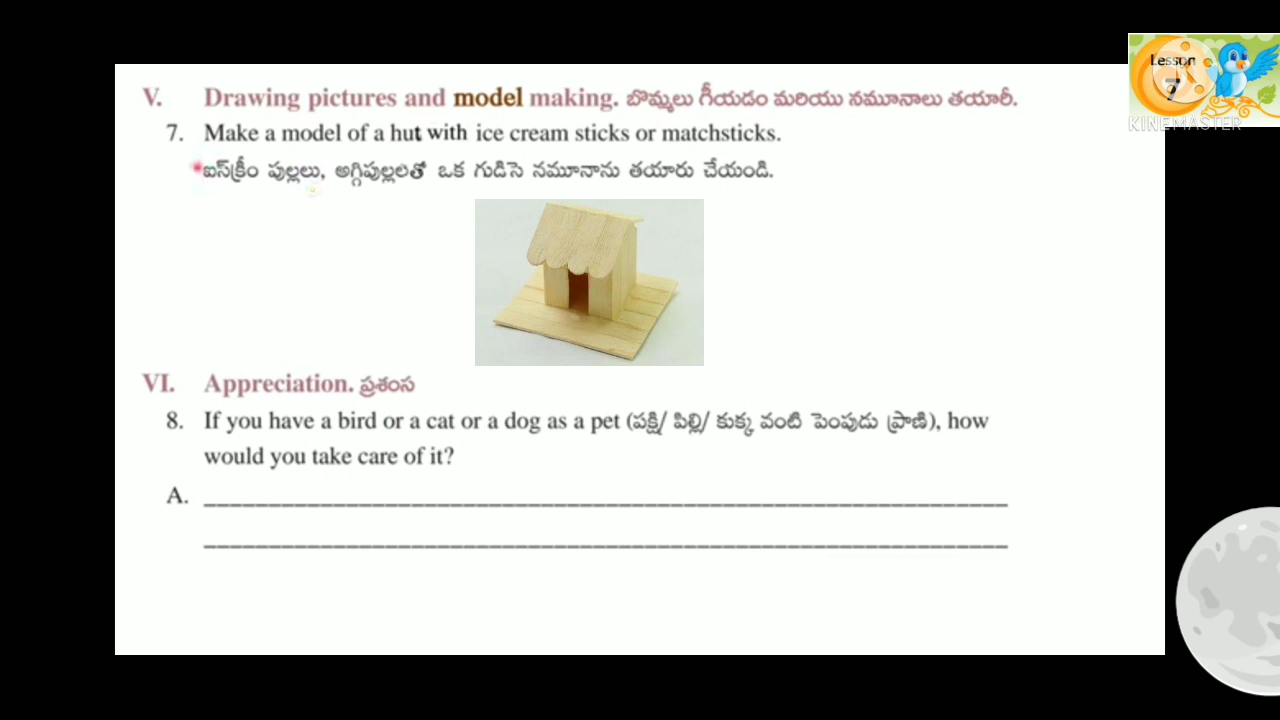 V. Drawing pictures and model making. బొమ్మలు గీయడం మరియు నమూనాలు తయారీ.
7. Make a model of a hut with ice cream sticks or matchsticks.
ఐస్‌క్రీం పుల్లలు, అగ్గిపుల్లలతో ఒక గుడిసె నమూనాను తయారు చేయండి.
VI. Appreciation. ప్రశంస
8. If you have a bird or a cat or a dog as a pet (పక్షి/ పిల్లి/ కుక్క వంటి పెంపుడు ప్రాణి), how
would you take care of it?
A.
Lesson
7
KINEMASTER